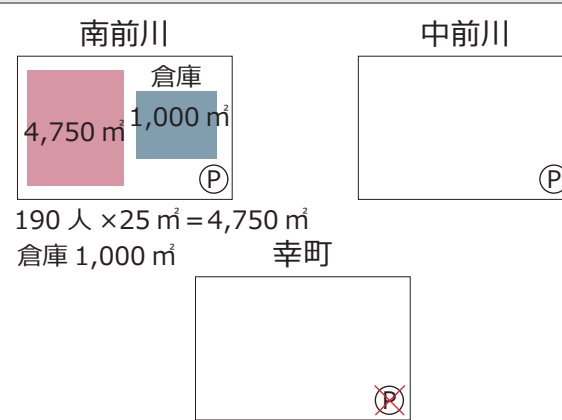 南前川
中前川
倉庫
4,750 ㎡
1,000 ㎡
Ⓟ
Ⓟ
190 人 ×25 ㎡=4,750 ㎡
倉庫 1,000 ㎡
幸町
Ⓟ